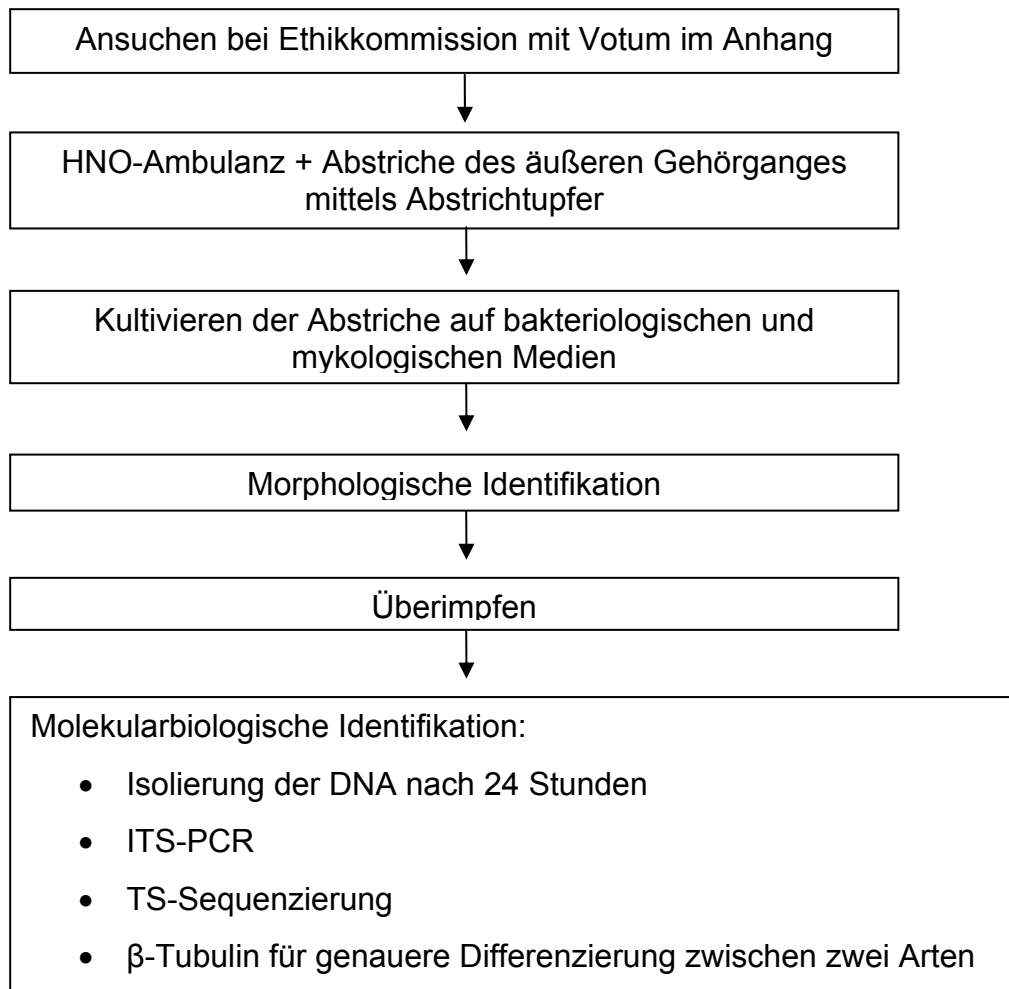 Ansuchen bei Ethikkommission mit Votum im Anhang
HNO-Ambulanz + Abstriche des äußeren Gehörganges
mittels Abstrichtupfer
Kultivieren der Abstriche auf bakteriologischen und
mykologischen Medien
Morphologische Identifikation
Überimpfen
Molekularbiologische Identifikation:
• Isolierung der DNA nach 24 Stunden
• ITS-PCR
• TS-Sequenzierung
• β-Tubulin für genauere Differenzierung zwischen zwei Arten